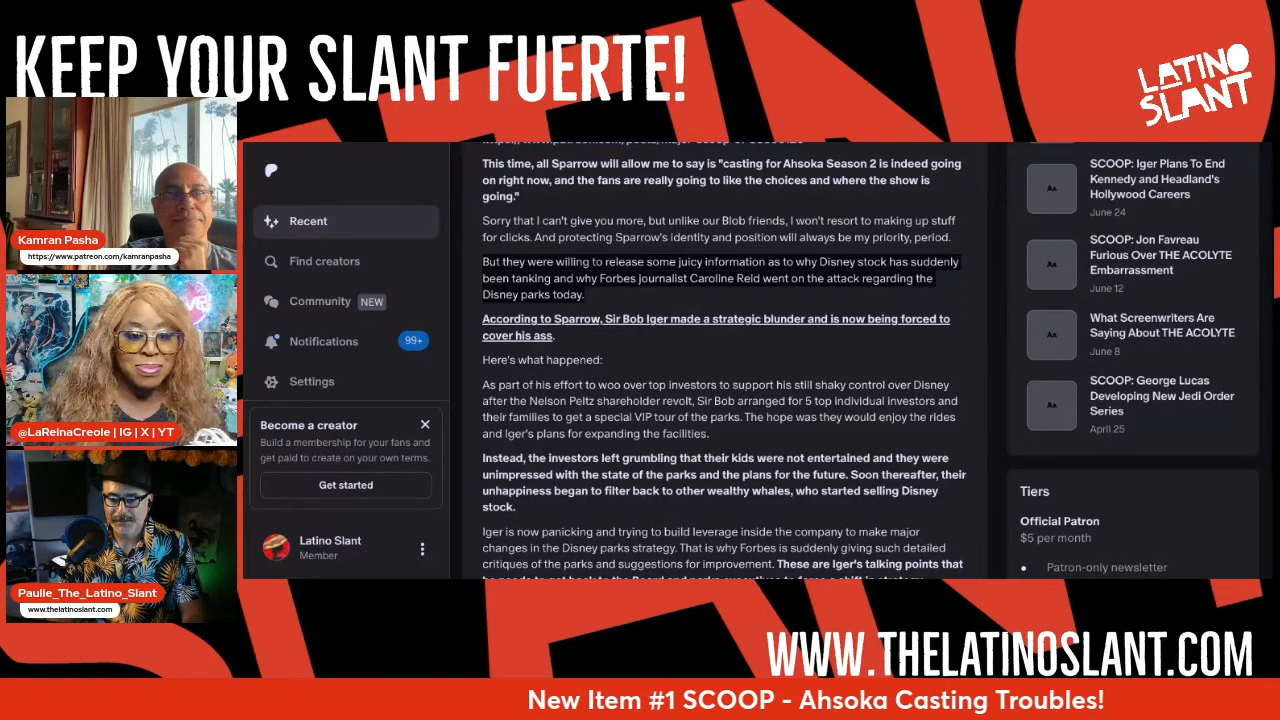 KEEP YOUR SLANT FUERTE!
LATINO
SLANT
Kamran Pasha
https://www.patreon.com/kamranpasha
@LaReinaCreole | IG | X | YT
Paulie_The_Latino_Slant
www.thelatinoslant.com
Recent
Find creators
Community NEW
Notifications 99+
Settings
Become a creator
Build a membership for your fans and
get paid to create on your own terms.
Get started
Latino Slant
Member
This time, all Sparrow will allow me to say is "casting for Ahsoka Season 2 is indeed going
on right now, and the fans are really going to like the choices and where the show is
going."
Sorry that I can't give you more, but unlike our Blob friends, I won't resort to making up stuff
for clicks. And protecting Sparrow's identity and position will always be my priority, period.
But they were willing to release some juicy information as to why Disney stock has suddenly
been tanking and why Forbes journalist Caroline Reid went on the attack regarding the
Disney parks today.
According to Sparrow, Sir Bob Iger made a strategic blunder and is now being forced to
cover his ass.
Here's what happened:
As part of his effort to woo over top investors to support his still shaky control over Disney
after the Nelson Peltz shareholder revolt, Sir Bob arranged for 5 top individual investors and
their families to get a special VIP tour of the parks. The hope was they would enjoy the rides
and Iger's plans for expanding the facilities.
Instead, the investors left grumbling that their kids were not entertained and they were
unimpressed with the state of the parks and the plans for the future. Soon thereafter, their
unhappiness began to filter back to other wealthy whales, who started selling Disney
stock.
Iger is now panicking and trying to build leverage inside the company to make major
changes in the Disney parks strategy. That is why Forbes is suddenly giving such detailed
critiques of the parks and suggestions for improvement. These are Iger's talking points that
Aa
SCOOP: Iger Plans To End
Kennedy and Headland's
Hollywood Careers
June 24
Aa
SCOOP: Jon Favreau
Furious Over THE ACOLYTE
Embarrassment
June 12
Aa
What Screenwriters Are
Saying About THE ACOLYTE
June 8
Aa
SCOOP: George Lucas
Developing New Jedi Order
Series
April 25
Tiers
Official Patron
$5 per month
• Patron-only newsletter
WWW.THELATINOSLANT.COM
New Item #1 SCOOP - Ahsoka Casting Troubles!